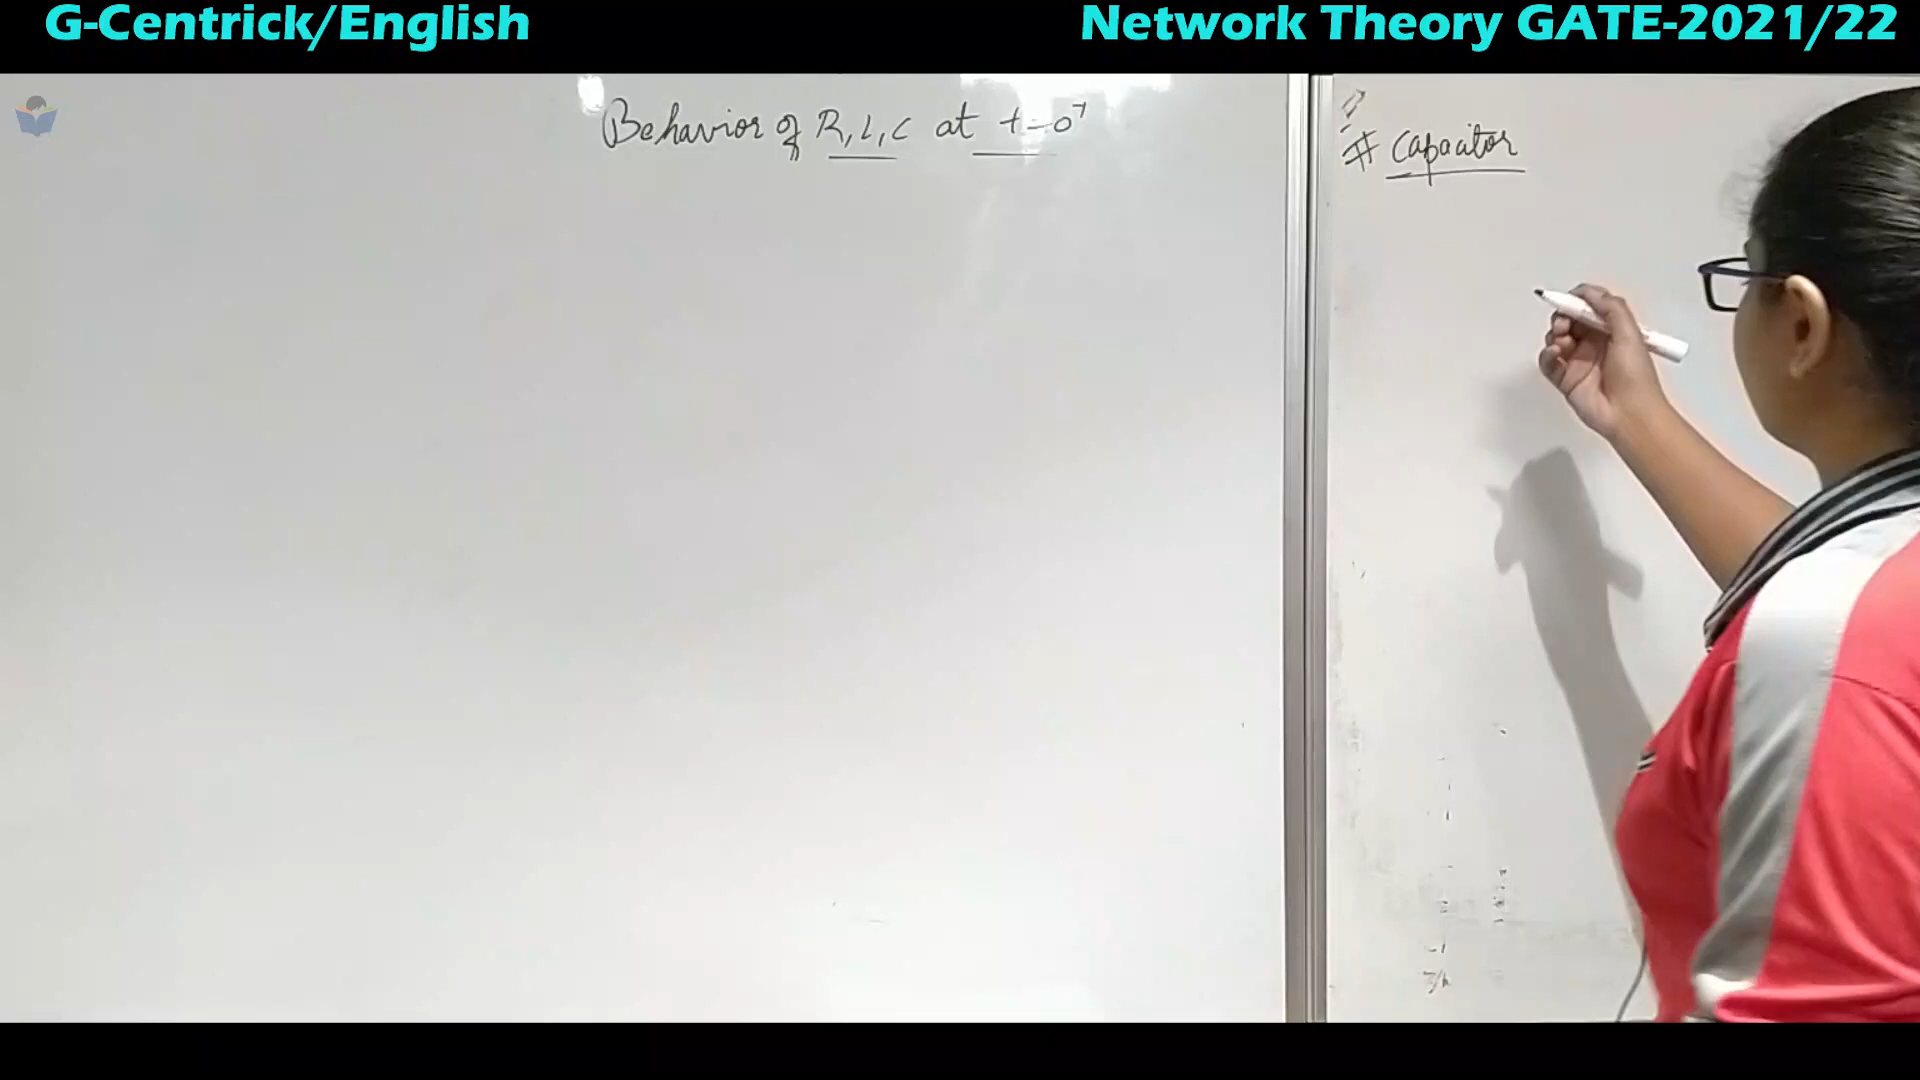 G-Centrick/English
Network Theory GATE-2021/22
Behavior of R, L, C at t=0+
# Capacitor